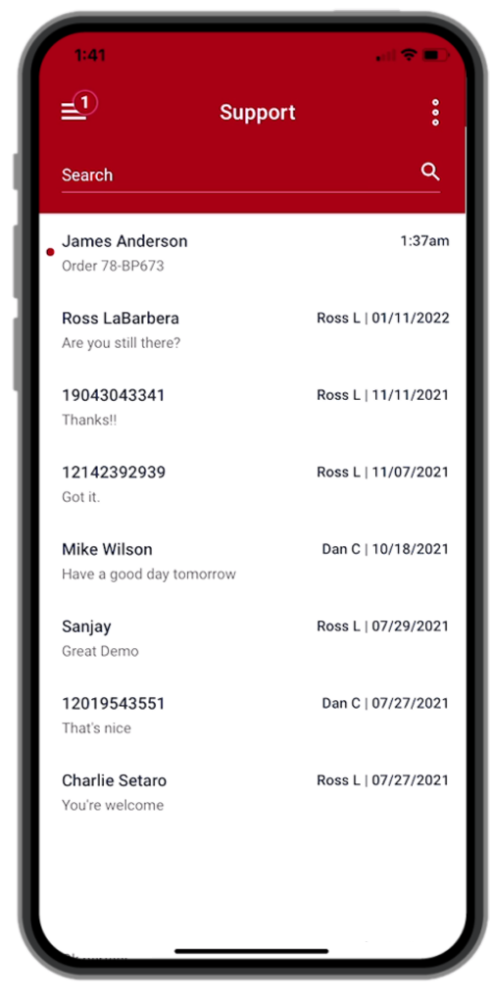 1:41
1
Support
Search
James Anderson 1:37am
Order 78-BP673
Ross LaBarbera Ross L | 01/11/2022
Are you still there?
19043043341 Ross L | 11/11/2021
Thanks!!
12142392939 Ross L | 11/07/2021
Got it.
Mike Wilson Dan C | 10/18/2021
Have a good day tomorrow
Sanjay Ross L | 07/29/2021
Great Demo
12019543551 Dan C | 07/27/2021
That's nice
Charlie Setaro Ross L | 07/27/2021
You're welcome